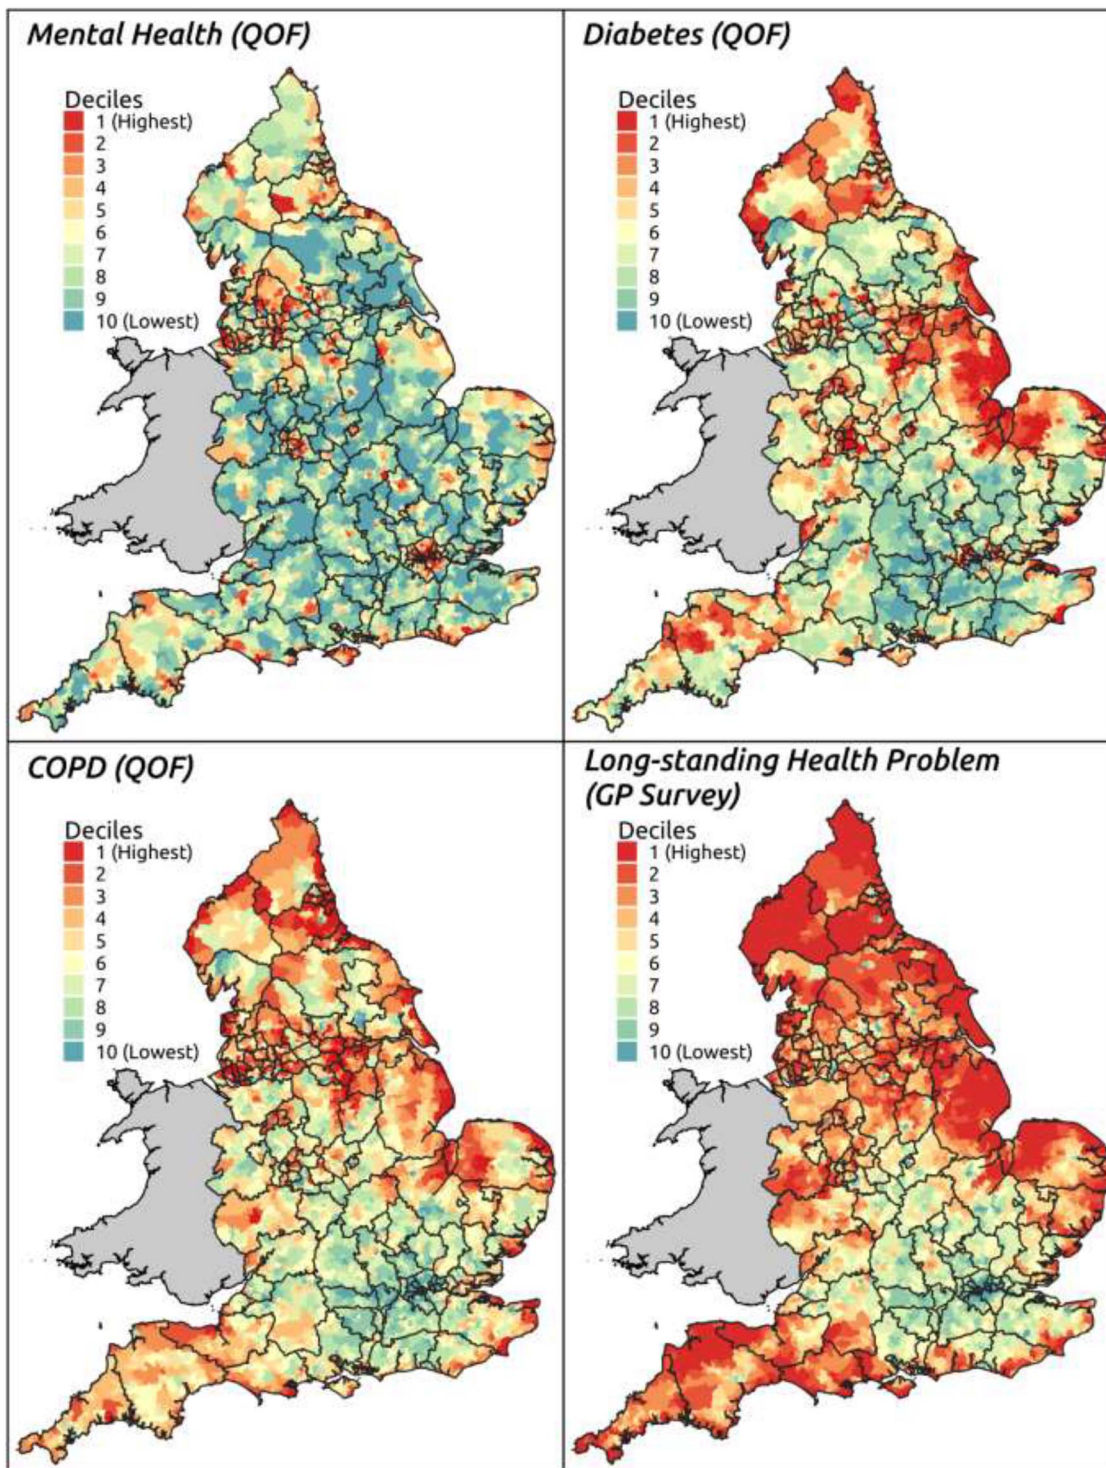 Mental Health (QOF)
Deciles
1 (Highest)
2
3
4
5
6
7
8
9
10 (Lowest)
Diabetes (QOF)
Deciles
1 (Highest)
2
3
4
5
6
7
8
9
10 (Lowest)
COPD (QOF)
Deciles
1 (Highest)
2
3
4
5
6
7
8
9
10 (Lowest)
Long-standing Health Problem
(GP Survey)
Deciles
1 (Highest)
2
3
4
5
6
7
8
9
10 (Lowest)